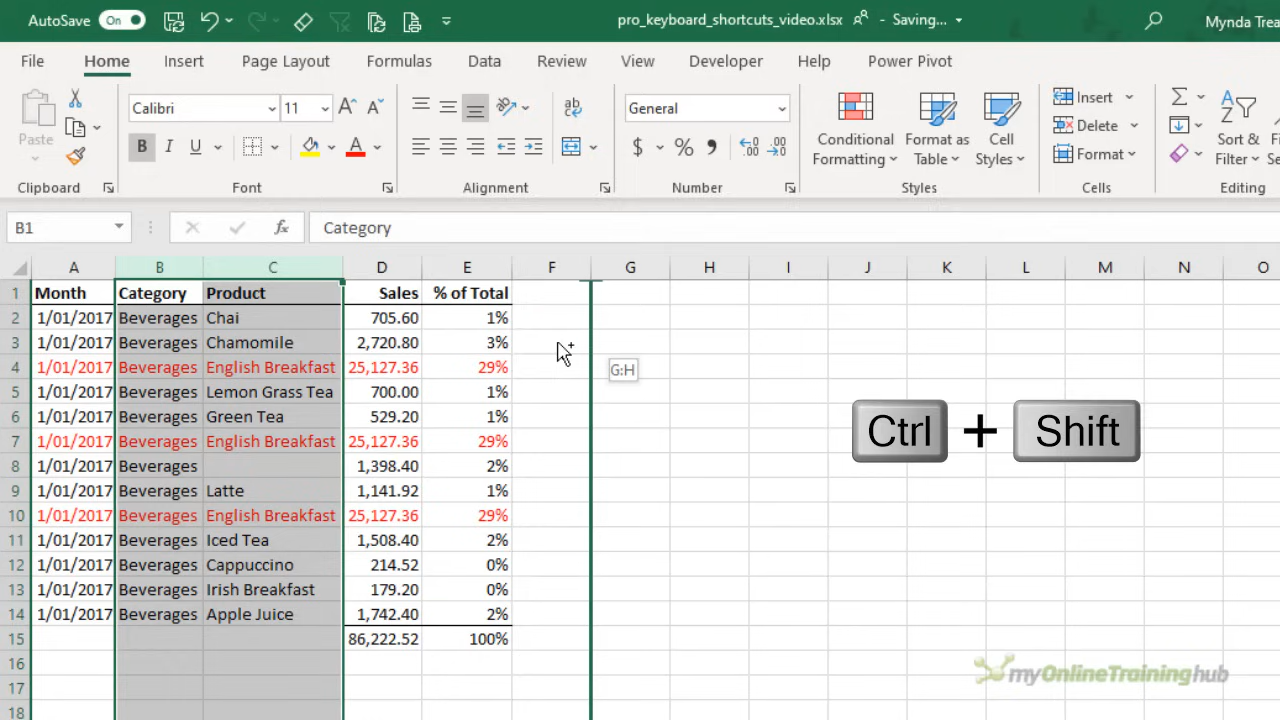 AutoSave On pro_keyboard_shortcuts_video.xlsx - Saving... Mynda Trea
File Home Insert Page Layout Formulas Data Review View Developer Help Power Pivot
Paste Calibri 11 A A ab General Conditional Formatting Format as Table Cell Styles Insert Delete Format Σ A Z Sort & Filter
B I U A $ % , .00 .00
Clipboard Font Alignment Number Styles Cells Editing
B1 fx Category
A B C D E F G H I J K L M N O
1 Month Category Product Sales % of Total
2 1/01/2017 Beverages Chai 705.60 1%
3 1/01/2017 Beverages Chamomile 2,720.80 3%
4 1/01/2017 Beverages English Breakfast 25,127.36 29% G:H
5 1/01/2017 Beverages Lemon Grass Tea 700.00 1%
6 1/01/2017 Beverages Green Tea 529.20 1%
7 1/01/2017 Beverages English Breakfast 25,127.36 29%
8 1/01/2017 Beverages 1,398.40 2%
9 1/01/2017 Beverages Latte 1,141.92 1%
10 1/01/2017 Beverages English Breakfast 25,127.36 29%
11 1/01/2017 Beverages Iced Tea 1,508.40 2%
12 1/01/2017 Beverages Cappuccino 214.52 0%
13 1/01/2017 Beverages Irish Breakfast 179.20 0%
14 1/01/2017 Beverages Apple Juice 1,742.40 2%
15 86,222.52 100%
16
17
18
Ctrl + Shift
myOnlineTraininghub